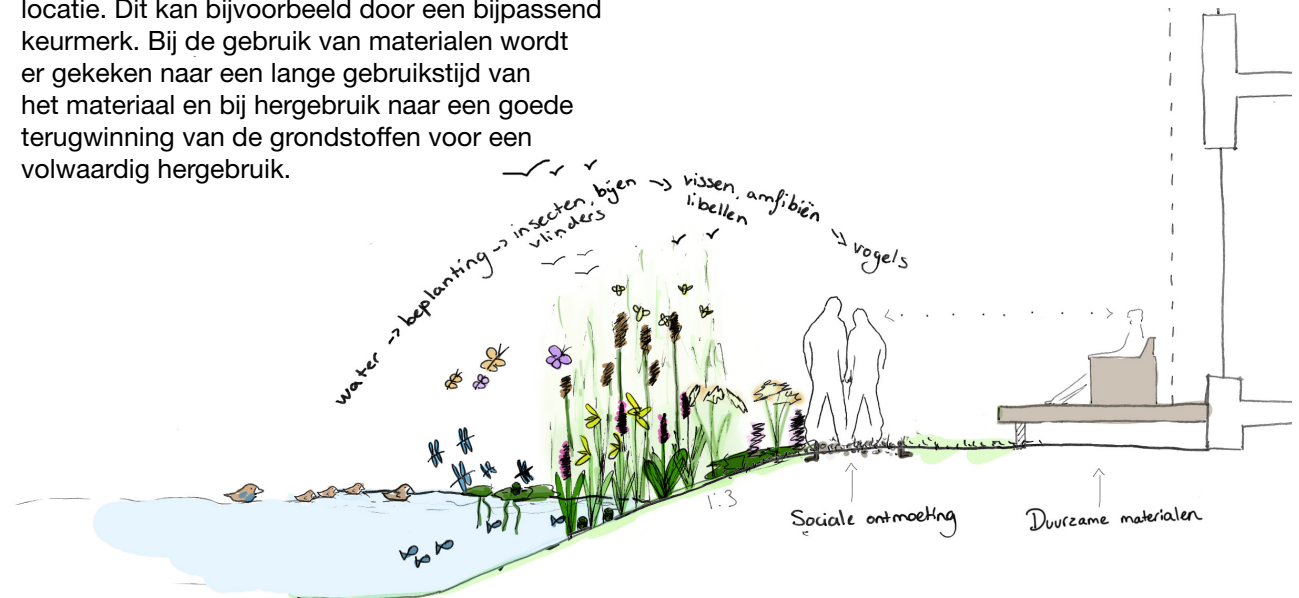 locatie. Dit kan bijvoorbeeld door een bijpassend
keurmerk. Bij de gebruik van materialen wordt
er gekeken naar een lange gebruikstijd van
het materiaal en bij hergebruik naar een goede
terugwinning van de grondstoffen voor een
volwaardig hergebruik.
water -> beplanting -> insecten, bijen -> vissen, amfibiën -> vogels
vlinders
libellen
1:3
Sociale ontmoeting
Duurzame materialen